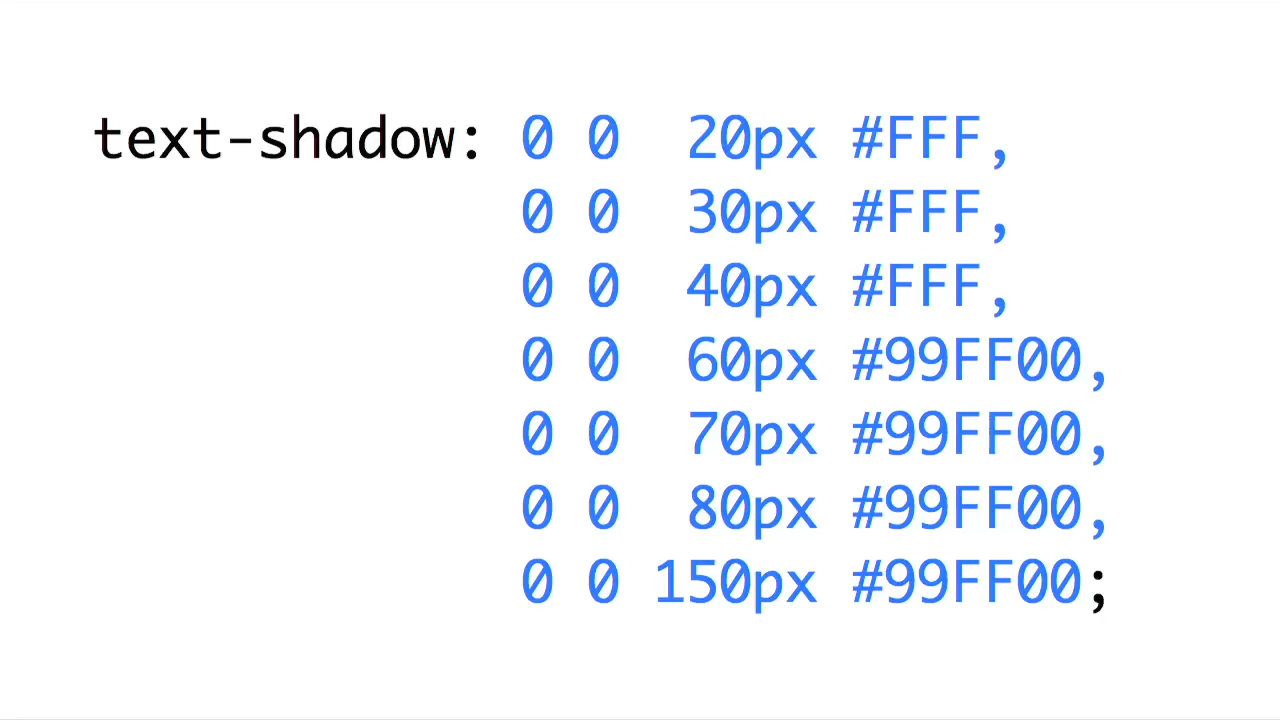 text-shadow: 0 0  20px #FFF,
0 0  30px #FFF,
0 0  40px #FFF,
0 0  60px #99FF00,
0 0  70px #99FF00,
0 0  80px #99FF00,
0 0 150px #99FF00;